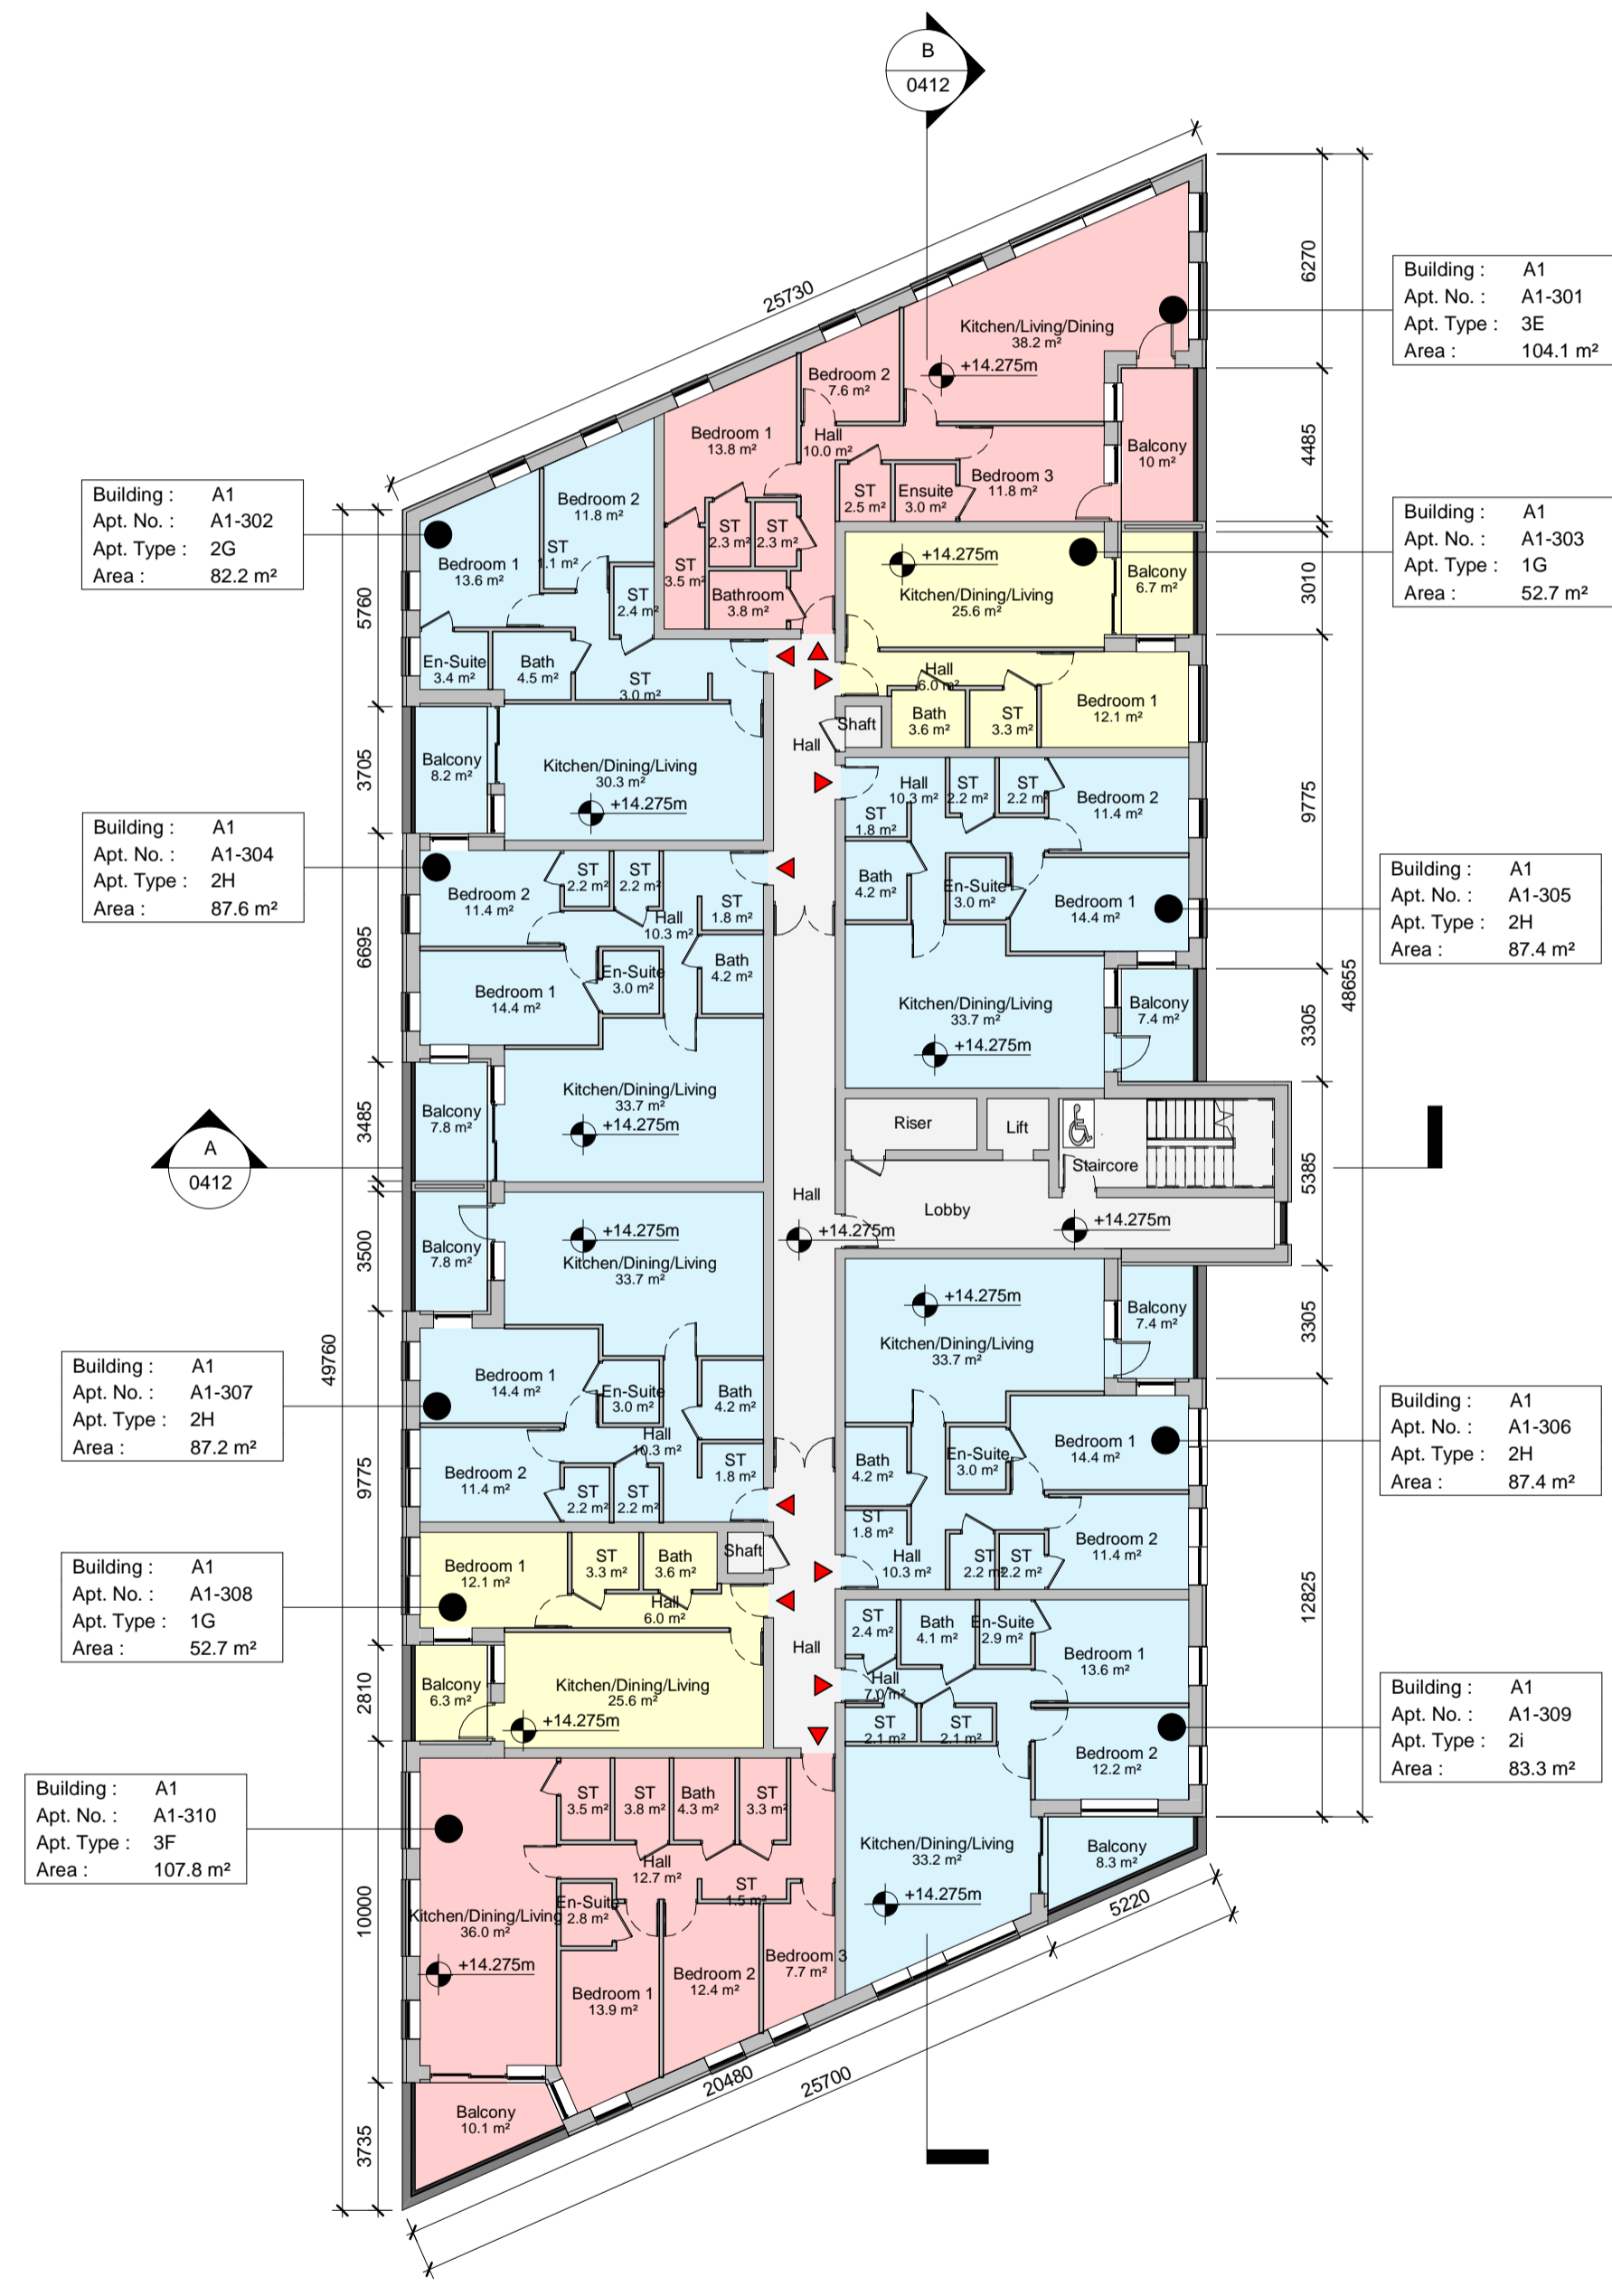 B
0412
25730
6270
Building : A1
Apt. No. : A1-301
Apt. Type : 3E
Area : 104.1 m²
Kitchen/Living/Dining
38.2 m²
+14.275m
Bedroom 2
7.6 m²
Bedroom 1
13.8 m²
Hall
10.0 m²
Balcony
10 m²
4485
Bedroom 3
11.8 m²
ST
2.5 m²
Ensuite
3.0 m²
ST
2.3 m²
ST
2.3 m²
ST
3.5 m²
Bathroom
3.8 m²
Building : A1
Apt. No. : A1-302
Apt. Type : 2G
Area : 82.2 m²
Bedroom 2
11.8 m²
Bedroom 1
13.6 m²
ST
1.1 m²
ST
2.4 m²
5760
En-Suite
3.4 m²
Bath
4.5 m²
ST
3.0 m²
Balcony
8.2 m²
3705
Kitchen/Dining/Living
30.3 m²
+14.275m
Building : A1
Apt. No. : A1-303
Apt. Type : 1G
Area : 52.7 m²
+14.275m
Kitchen/Dining/Living
25.6 m²
Balcony
6.7 m²
3010
Hall
6.0 m²
Bath
3.6 m²
ST
3.3 m²
Bedroom 1
12.1 m²
Shaft
Hall
9775
Building : A1
Apt. No. : A1-304
Apt. Type : 2H
Area : 87.6 m²
Bedroom 2
11.4 m²
ST
2.2 m²
ST
2.2 m²
Hall
10.3 m²
ST
1.8 m²
Bath
4.2 m²
En-Suite
3.0 m²
Bedroom 1
14.4 m²
6695
Kitchen/Dining/Living
33.7 m²
+14.275m
Balcony
7.8 m²
3485
Hall
10.3 m²
ST
2.2 m²
ST
2.2 m²
Bedroom 2
11.4 m²
ST
1.8 m²
Bath
4.2 m²
En-Suite
3.0 m²
Bedroom 1
14.4 m²
Building : A1
Apt. No. : A1-305
Apt. Type : 2H
Area : 87.4 m²
Kitchen/Dining/Living
33.7 m²
+14.275m
Balcony
7.4 m²
3305
48655
A
0412
Riser
Lift
Staircore
5385
Hall
+14.275m
Lobby
+14.275m
3500
Balcony
7.8 m²
+14.275m
Kitchen/Dining/Living
33.7 m²
49760
Building : A1
Apt. No. : A1-307
Apt. Type : 2H
Area : 87.2 m²
Bedroom 1
14.4 m²
En-Suite
3.0 m²
Bath
4.2 m²
Hall
10.3 m²
ST
1.8 m²
Bedroom 2
11.4 m²
ST
2.2 m²
ST
2.2 m²
9775
+14.275m
Kitchen/Dining/Living
33.7 m²
Balcony
7.4 m²
3305
Building : A1
Apt. No. : A1-306
Apt. Type : 2H
Area : 87.4 m²
Bedroom 1
14.4 m²
Bath
4.2 m²
En-Suite
3.0 m²
ST
1.8 m²
Hall
10.3 m²
ST
2.2 m²
ST
2.2 m²
Bedroom 2
11.4 m²
12825
Building : A1
Apt. No. : A1-308
Apt. Type : 1G
Area : 52.7 m²
Bedroom 1
12.1 m²
ST
3.3 m²
Bath
3.6 m²
Shaft
Hall
6.0 m²
Hall
Balcony
6.3 m²
2810
Kitchen/Dining/Living
25.6 m²
+14.275m
ST
2.4 m²
Bath
4.1 m²
En-Suite
2.9 m²
Bedroom 1
13.6 m²
Hall
7.0 m²
ST
2.1 m²
ST
2.1 m²
Bedroom 2
12.2 m²
Building : A1
Apt. No. : A1-309
Apt. Type : 2i
Area : 83.3 m²
Kitchen/Dining/Living
33.2 m²
+14.275m
Balcony
8.3 m²
5220
Building : A1
Apt. No. : A1-310
Apt. Type : 3F
Area : 107.8 m²
ST
3.5 m²
ST
3.8 m²
Bath
4.3 m²
ST
3.3 m²
Hall
12.7 m²
ST
1.5 m²
En-Suite
2.8 m²
Kitchen/Dining/Living
36.0 m²
+14.275m
10000
Bedroom 1
13.9 m²
Bedroom 2
12.4 m²
Bedroom 3
7.7 m²
Balcony
10.1 m²
3735
20480
25700